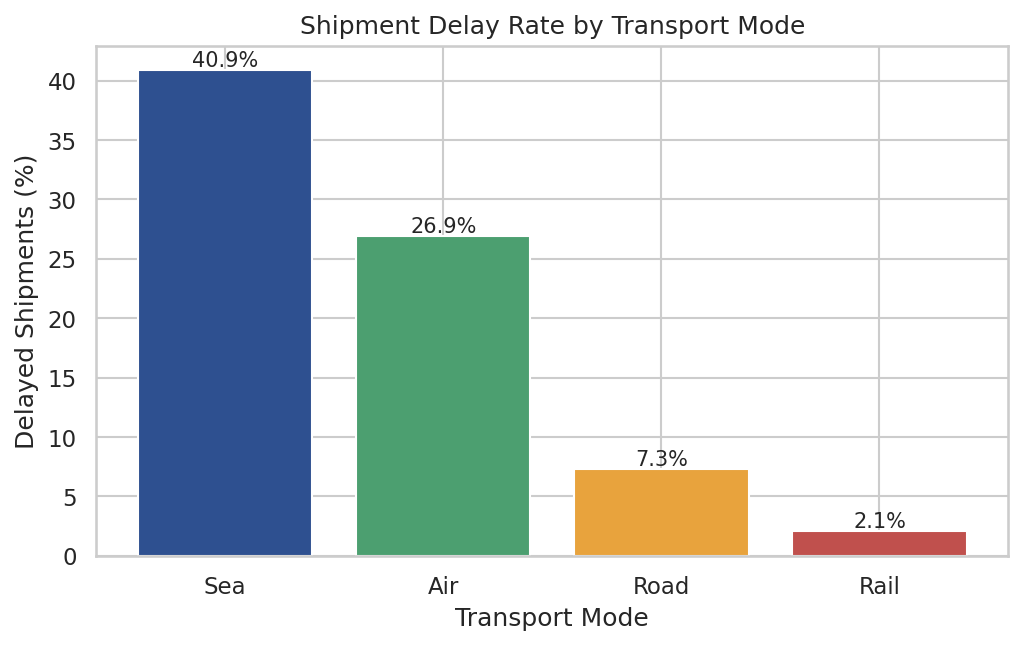 Shipment Delay Rate by Transport Mode
Delayed Shipments (%)
40
35
30
25
20
15
10
5
0
40.9%
26.9%
7.3%
2.1%
Sea
Air
Road
Rail
Transport Mode